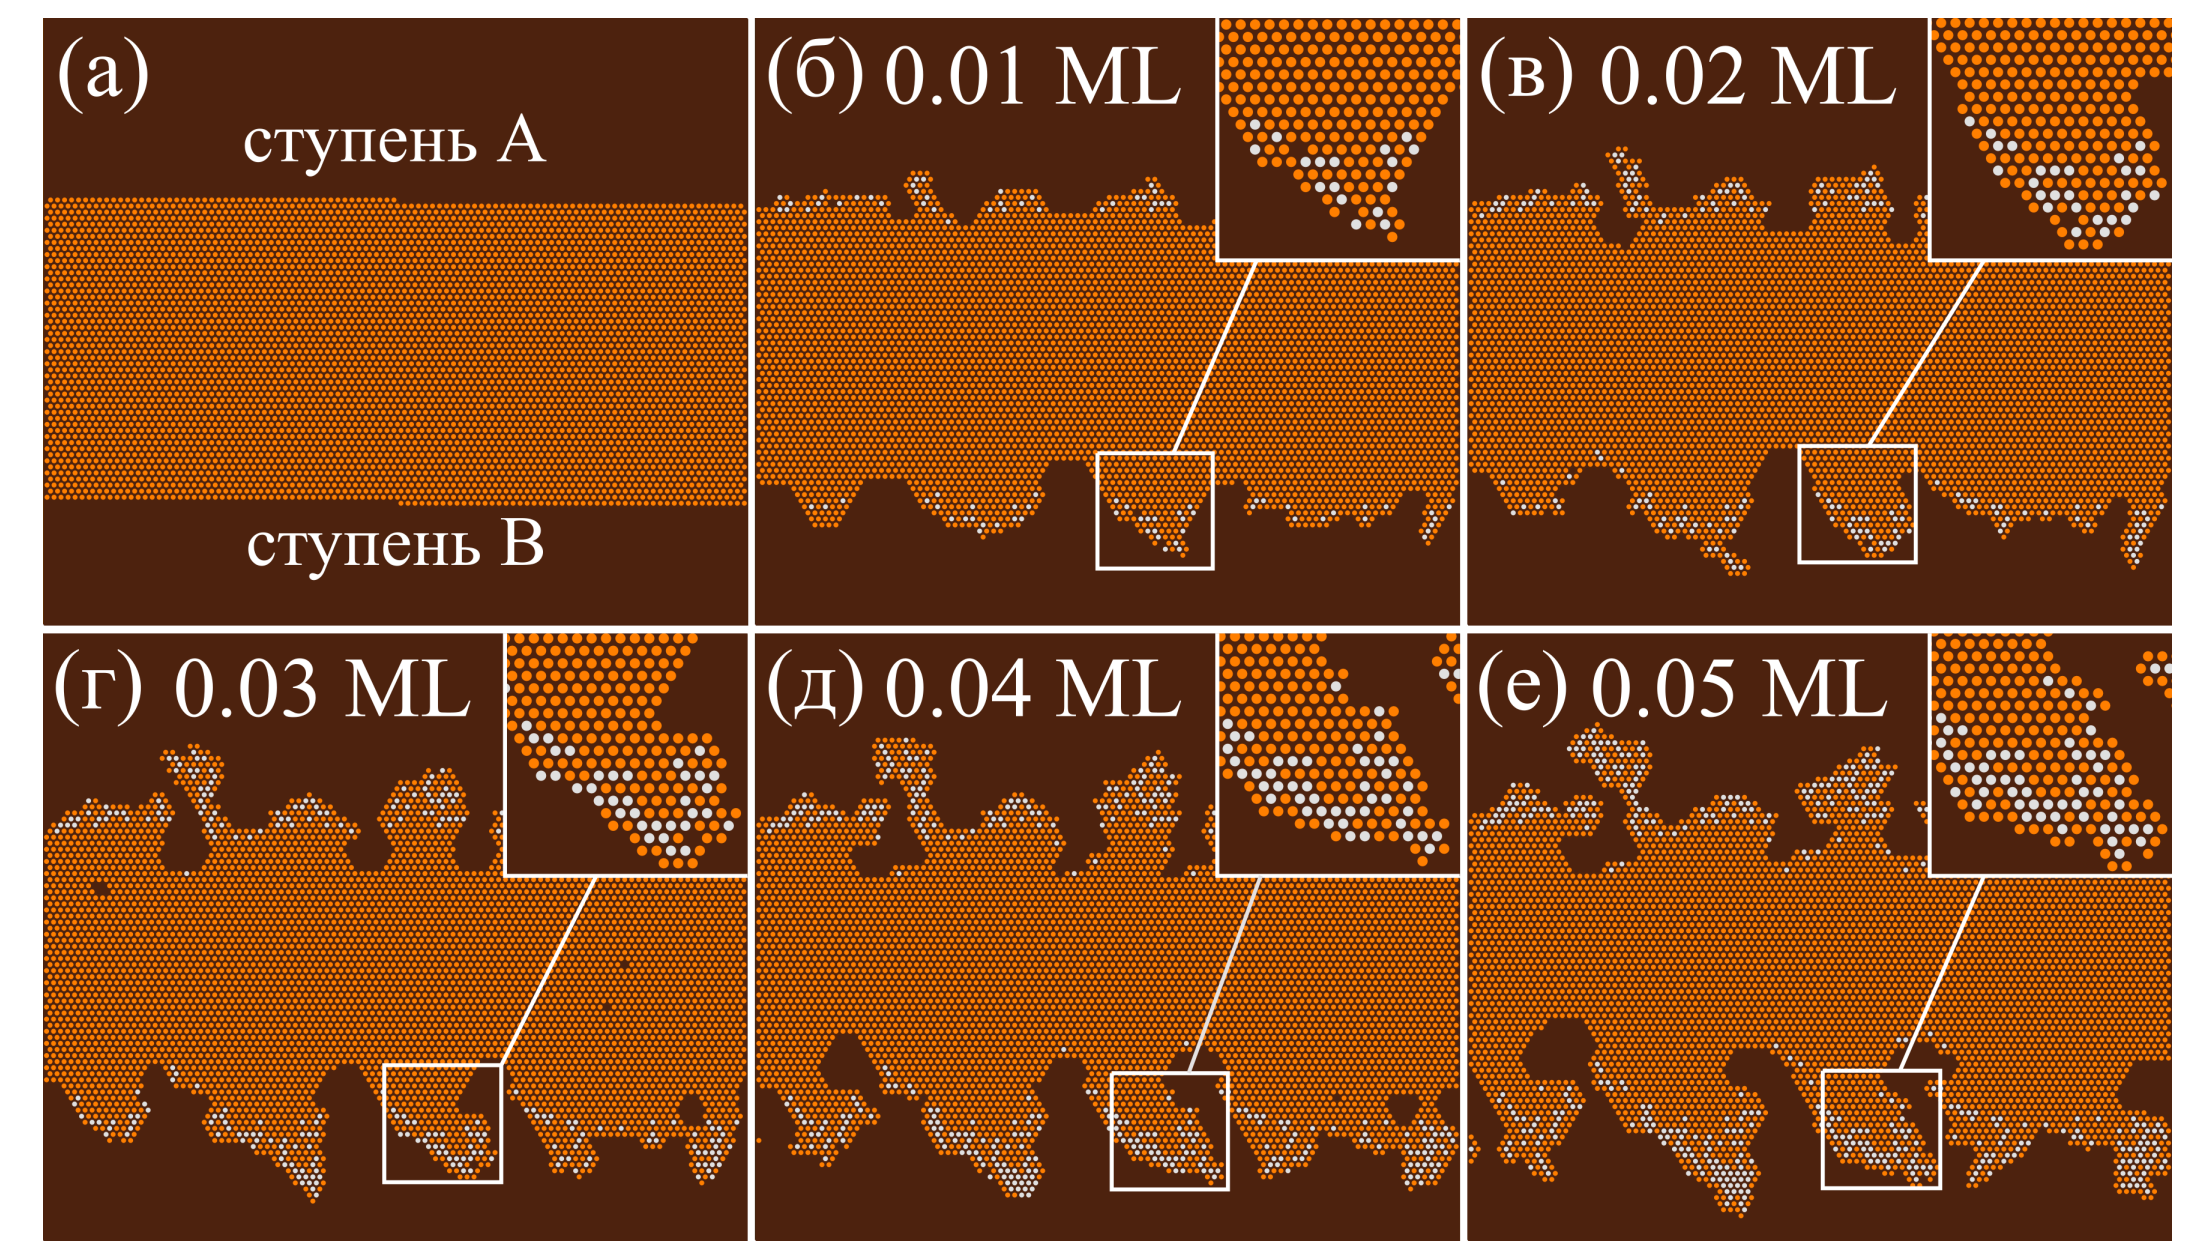 (а)
ступень А
ступень В
(б) 0.01 ML
(в) 0.02 ML
(г) 0.03 ML
(д) 0.04 ML
(е) 0.05 ML